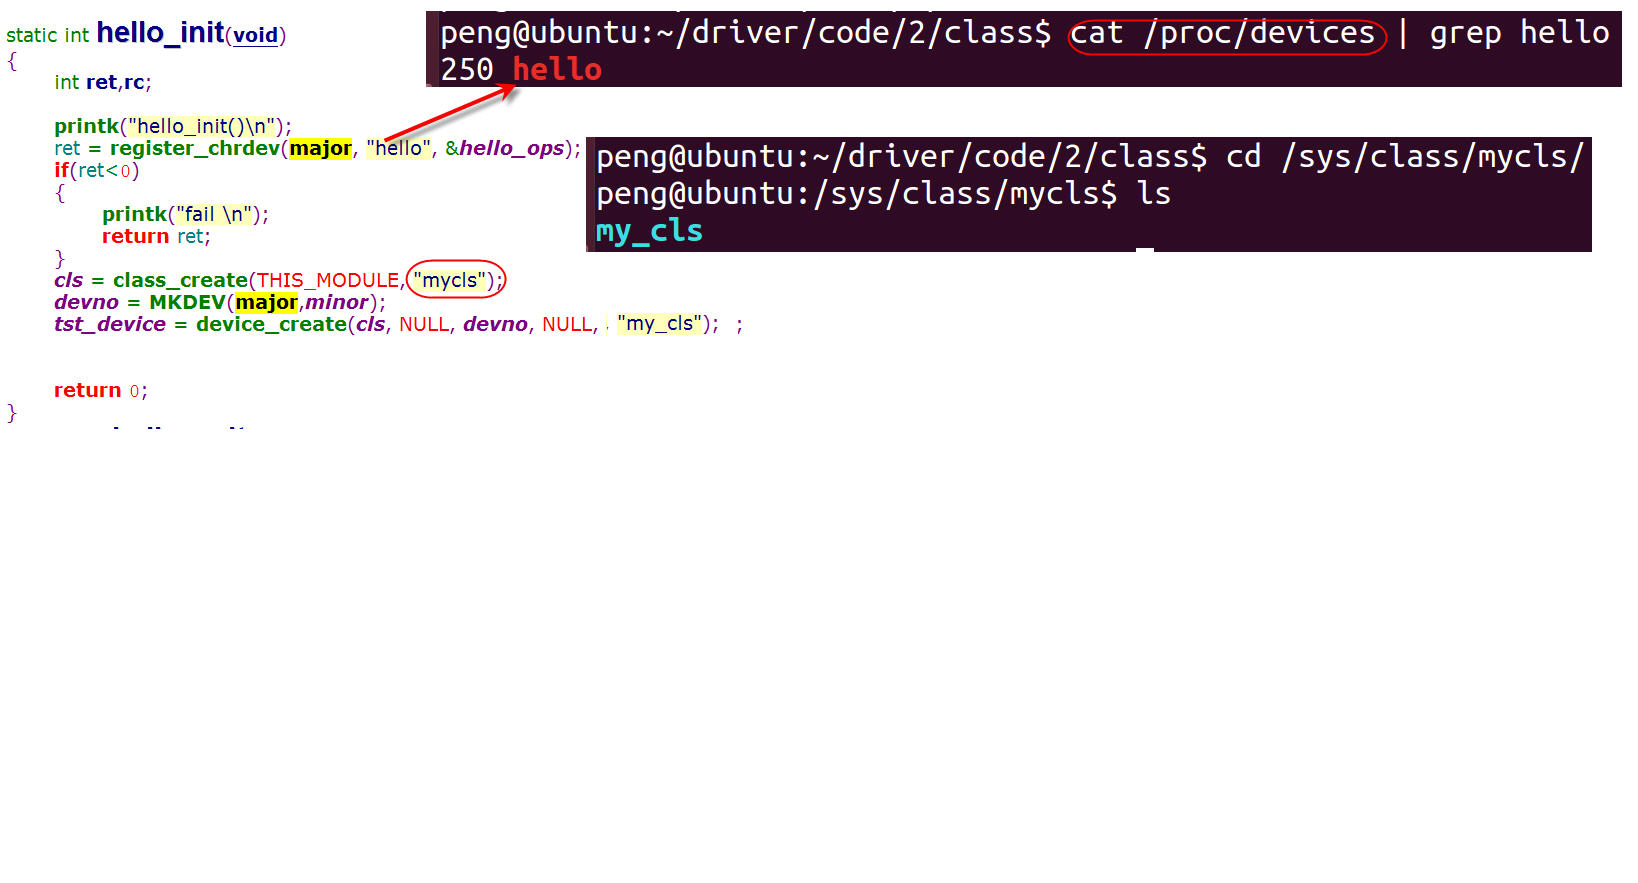 static int hello_init(void)
{
int ret,rc;
printk("hello_init()\n");
ret = register_chrdev(major, "hello", &hello_ops);
if(ret<0)
{
printk("fail \n");
return ret;
}
cls = class_create(THIS_MODULE, "mycls");
devno = MKDEV(major,minor);
tst_device = device_create(cls, NULL, devno, NULL, "my_cls"); ;
return 0;
}
peng@ubuntu:~/driver/code/2/class$ cat /proc/devices | grep hello
250 hello
peng@ubuntu:~/driver/code/2/class$ cd /sys/class/mycls/
peng@ubuntu:/sys/class/mycls$ ls
my_cls